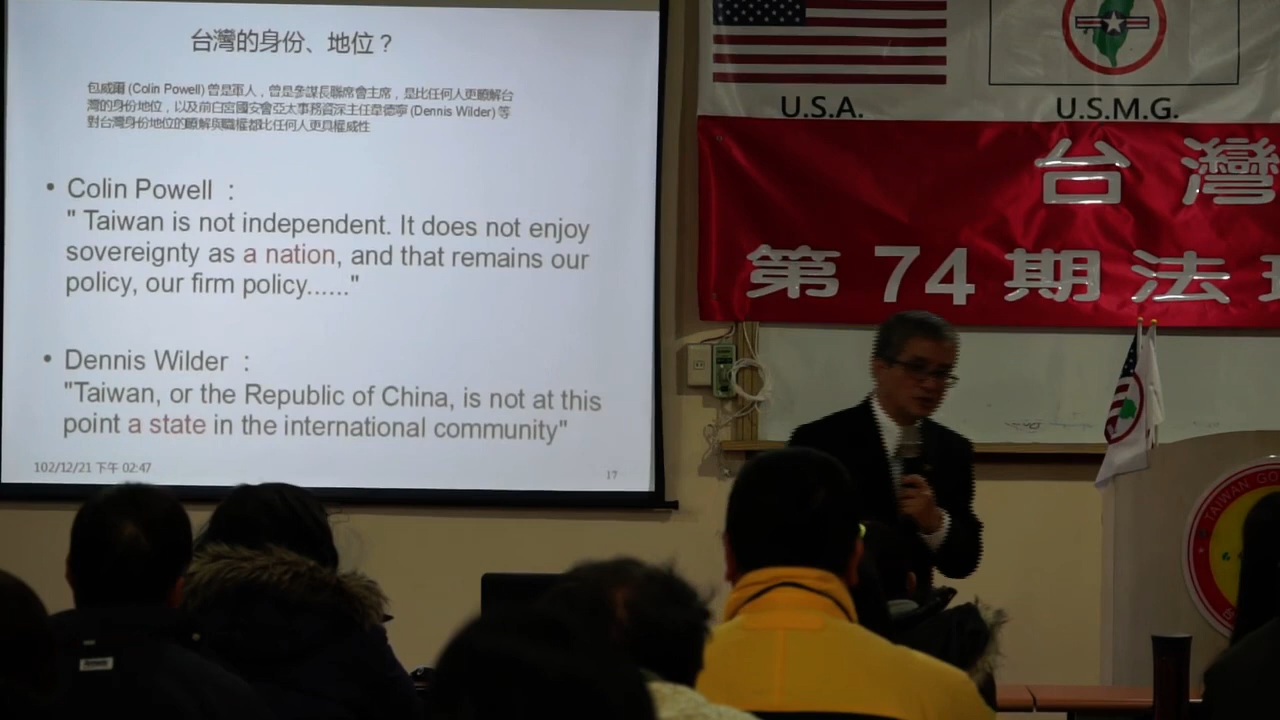 台灣的身份、地位？
包威爾 (Colin Powell) 曾是軍人，曾是參謀長聯席會主席，是比任何人更瞭解台
灣的身份地位，以及前白宮國安會亞太事務資深主任韋德寧 (Dennis Wilder) 等
對台灣身份地位的瞭解與職權都比任何人更具權威性
• Colin Powell ：
" Taiwan is not independent. It does not enjoy
sovereignty as a nation, and that remains our
policy, our firm policy......"
• Dennis Wilder ：
"Taiwan, or the Republic of China, is not at this
point a state in the international community"
102/12/21 下午 02:47
17
U.S.A.
U.S.M.G.
台灣
第74期法
TAIWAN GO